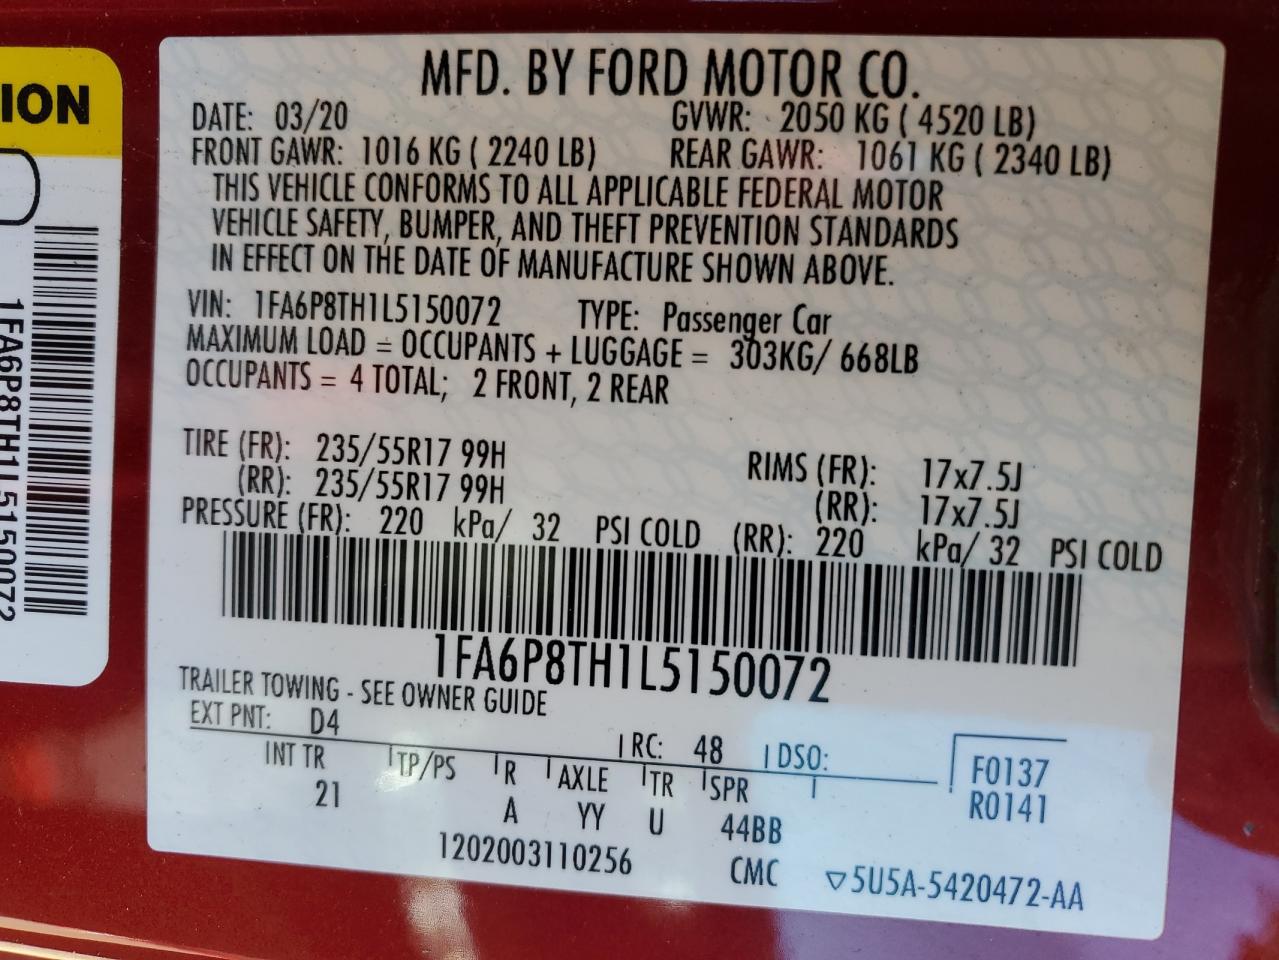 MFD. BY FORD MOTOR CO.
DATE: 03/20 GVWR: 2050 KG ( 4520 LB)
FRONT GAWR: 1016 KG ( 2240 LB) REAR GAWR: 1061 KG ( 2340 LB)
THIS VEHICLE CONFORMS TO ALL APPLICABLE FEDERAL MOTOR
VEHICLE SAFETY, BUMPER, AND THEFT PREVENTION STANDARDS
IN EFFECT ON THE DATE OF MANUFACTURE SHOWN ABOVE.
VIN: 1FA6P8TH1L5150072 TYPE: Passenger Car
MAXIMUM LOAD = OCCUPANTS + LUGGAGE = 303KG/ 668LB
OCCUPANTS = 4 TOTAL; 2 FRONT, 2 REAR
TIRE (FR): 235/55R17 99H RIMS (FR): 17x7.5J
(RR): 235/55R17 99H (RR): 17x7.5J
PRESSURE (FR): 220 kPa/ 32 PSI COLD (RR): 220 kPa/ 32 PSI COLD
1FA6P8TH1L5150072
TRAILER TOWING - SEE OWNER GUIDE
EXT PNT: D4 RC: 48 DSO:
INT TR TP/PS R AXLE TR SPR F0137
21 A YY U 44BB R0141
1202003110256 CMC ▽5U5A-5420472-AA
ION
1FA6P8TH1L5150072